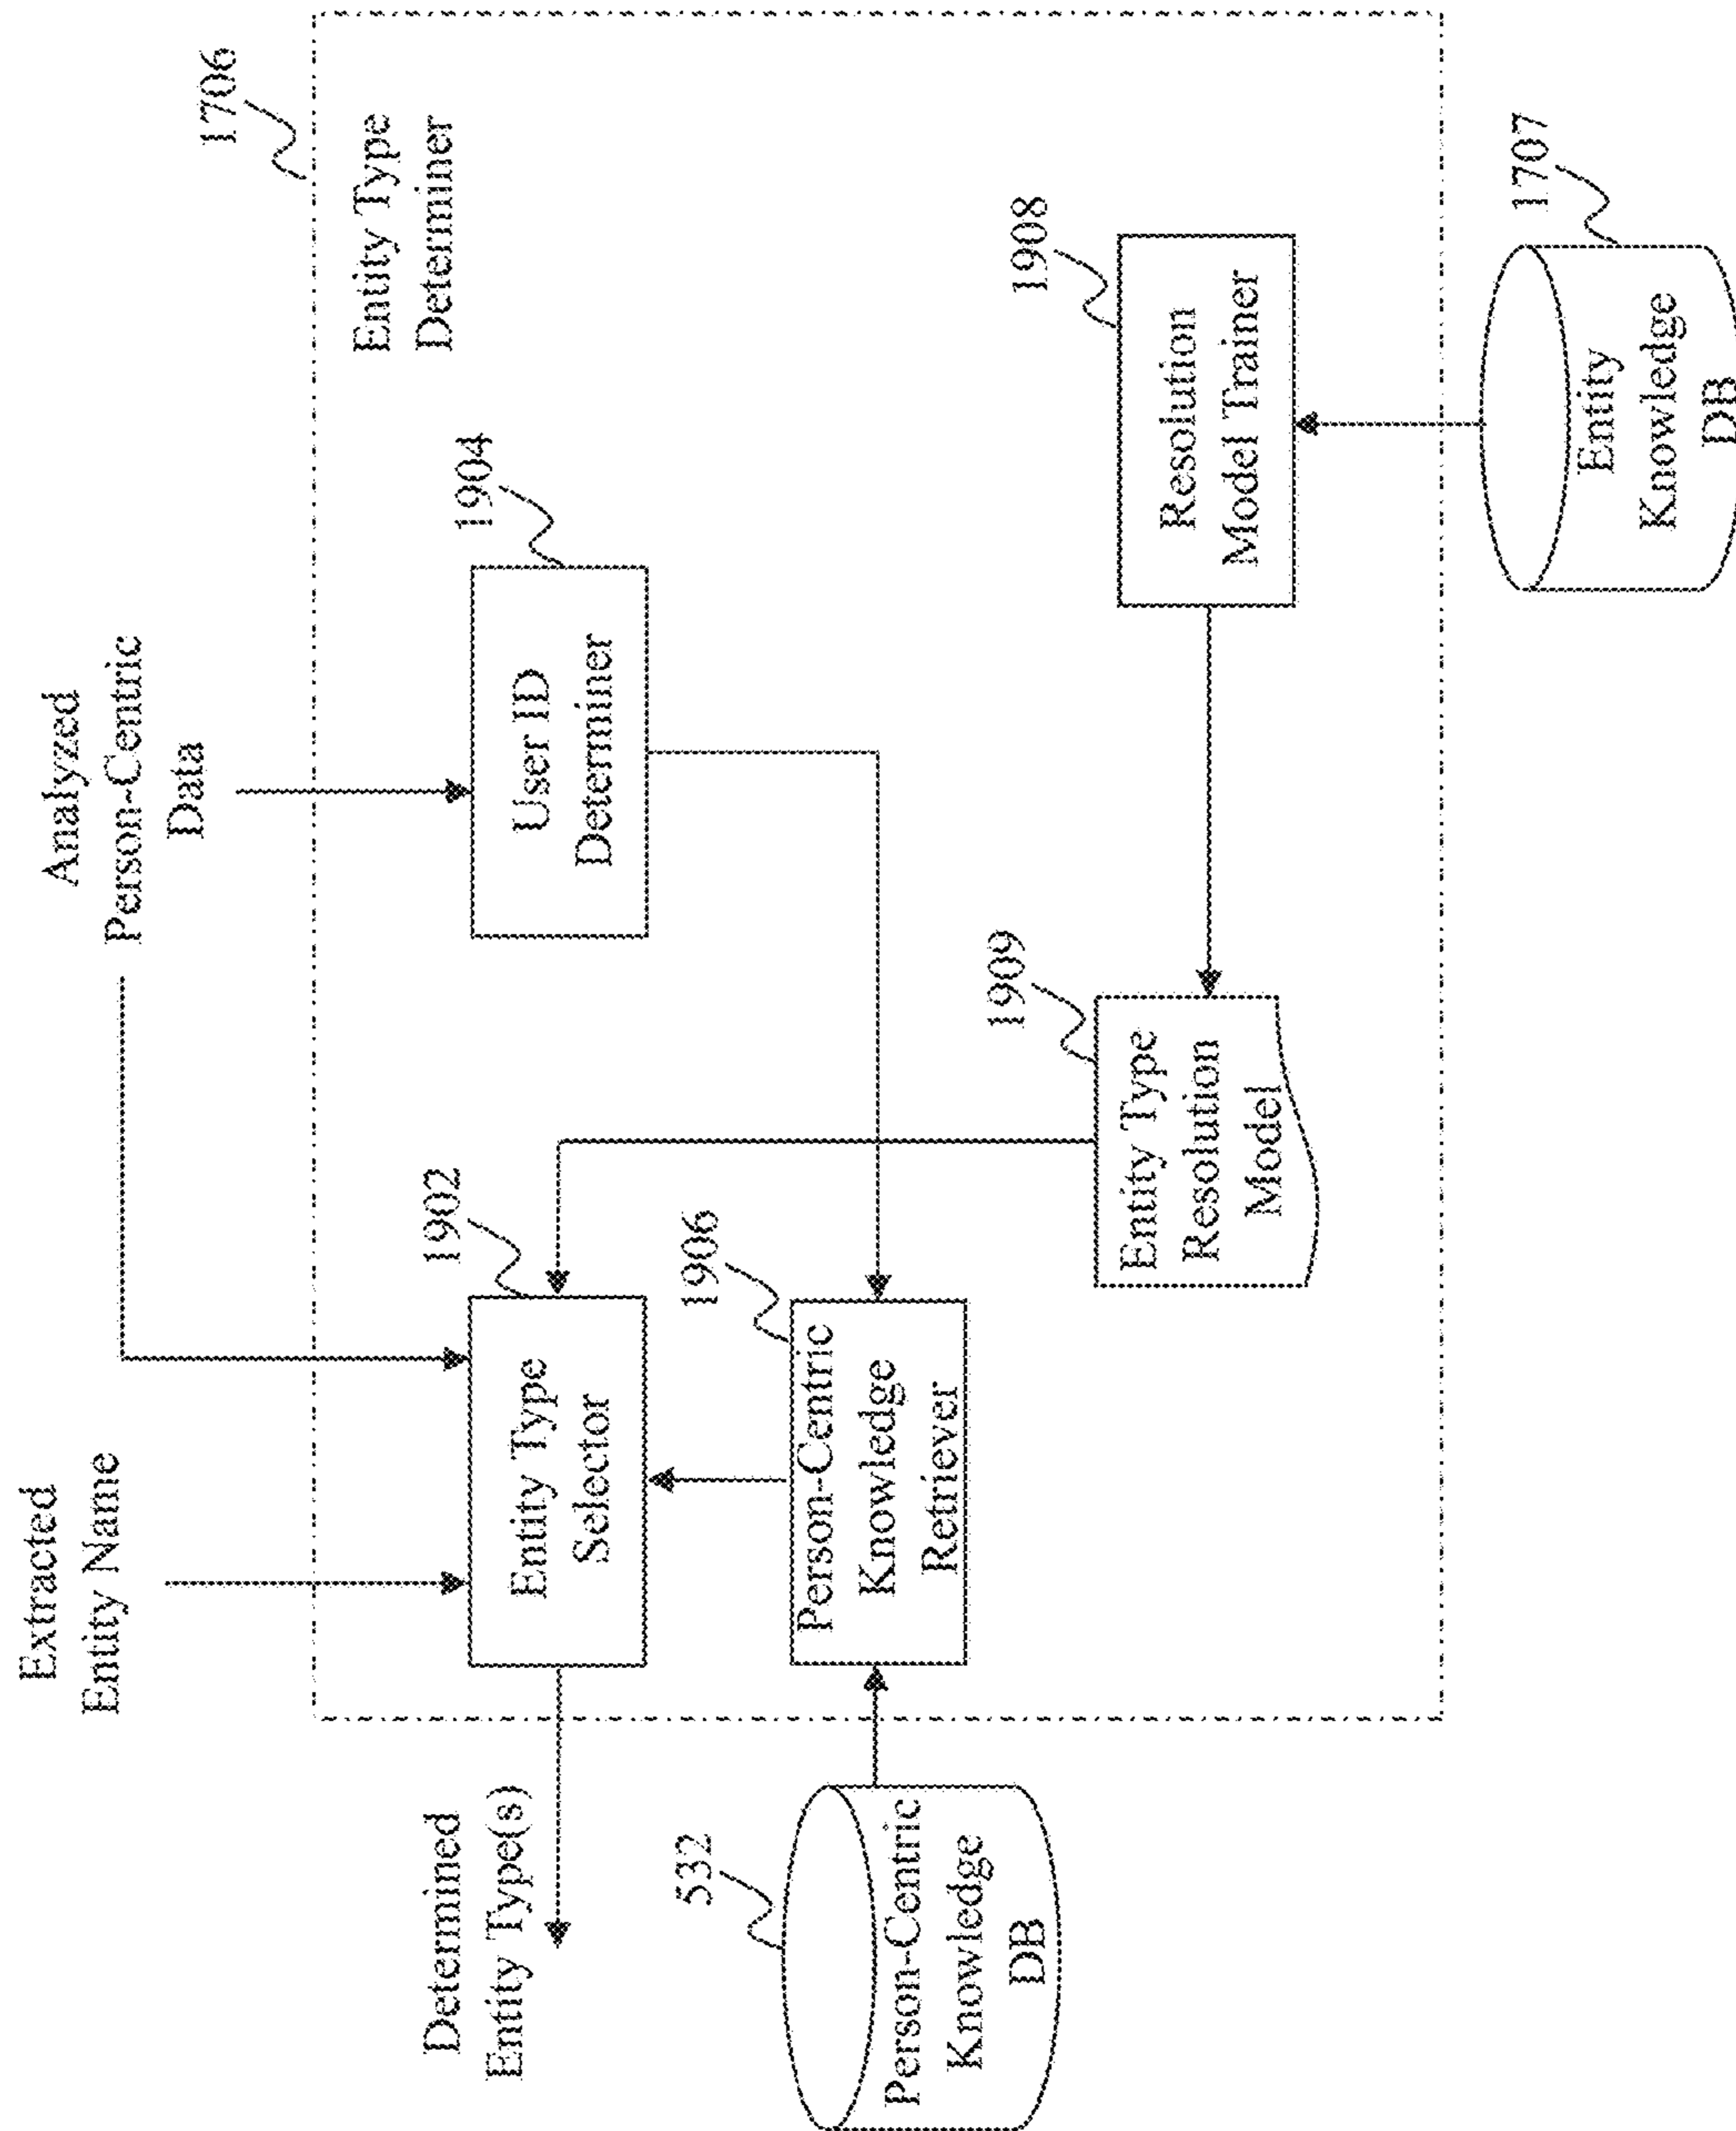 Extracted
Entity Name
Analyzed
Person-Centric
Data
1706
Entity Type
Determiner
Determined
Entity Type(s)
1902
Entity Type
Selector
1904
User ID
Determiner
532
Person-Centric
Knowledge
DB
1906
Person-Centric
Knowledge
Retriever
1909
Entity Type
Resolution
Model
1908
Resolution
Model Trainer
1707
Entity
Knowledge
DB